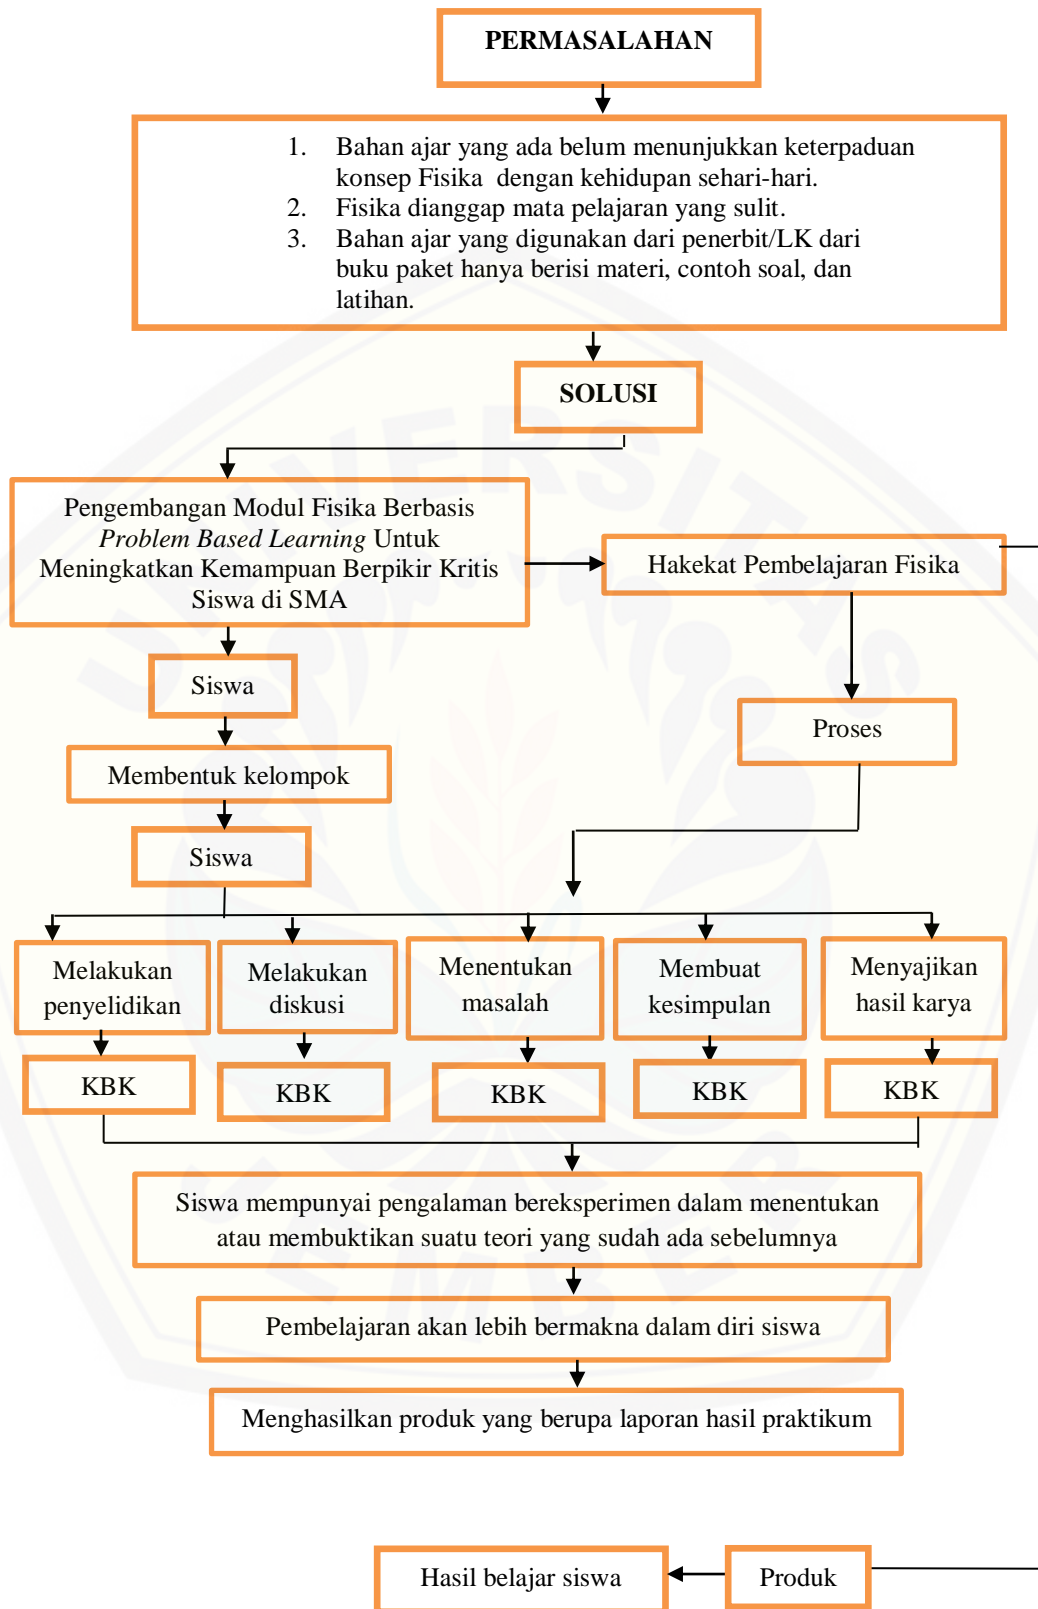 PERMASALAHAN
1. Bahan ajar yang ada belum menunjukkan keterpaduan
konsep Fisika dengan kehidupan sehari-hari.
2. Fisika dianggap mata pelajaran yang sulit.
3. Bahan ajar yang digunakan dari penerbit/LK dari
buku paket hanya berisi materi, contoh soal, dan
latihan.
SOLUSI
Pengembangan Modul Fisika Berbasis
Problem Based Learning Untuk
Meningkatkan Kemampuan Berpikir Kritis
Siswa di SMA
Hakekat Pembelajaran Fisika
Siswa
Proses
Membentuk kelompok
Siswa
Melakukan
penyelidikan
Melakukan
diskusi
Menentukan
masalah
Membuat
kesimpulan
Menyajikan
hasil karya
KBK
KBK
KBK
KBK
KBK
Siswa mempunyai pengalaman bereksperimen dalam menentukan
atau membuktikan suatu teori yang sudah ada sebelumnya
Pembelajaran akan lebih bermakna dalam diri siswa
Menghasilkan produk yang berupa laporan hasil praktikum
Hasil belajar siswa
Produk
UNIVERSITAS
JEMBER